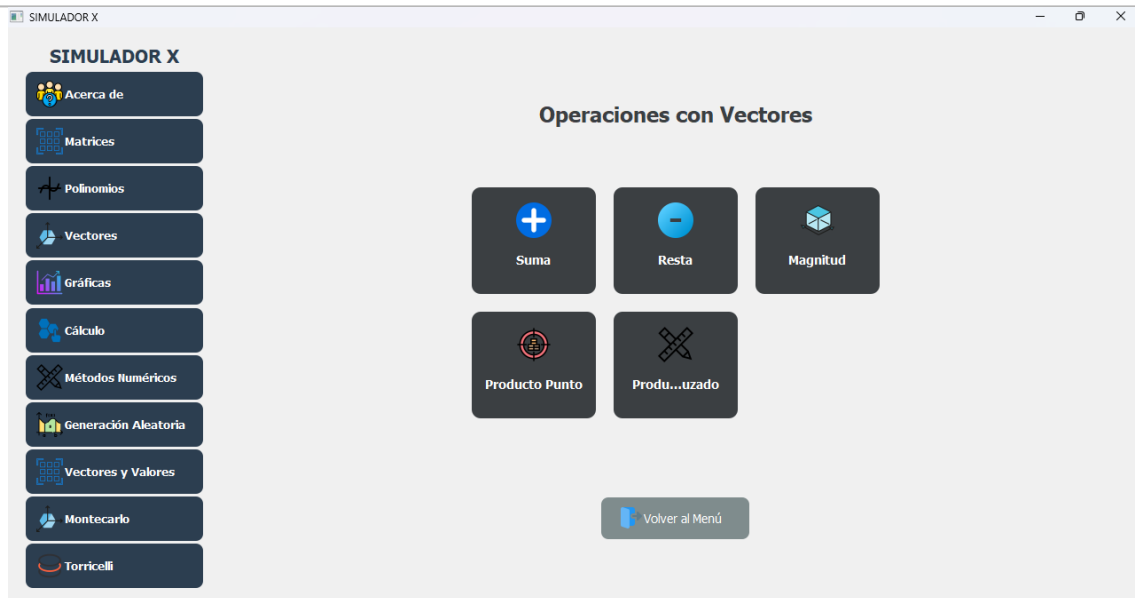 SIMULADOR X
SIMULADOR X
Acerca de
Matrices
Polinomios
Vectores
Gráficas
Cálculo
Métodos Numéricos
Generación Aleatoria
Vectores y Valores
Montecarlo
Torricelli
Operaciones con Vectores
Suma
Resta
Magnitud
Producto Punto
Produ...uzado
Volver al Menú